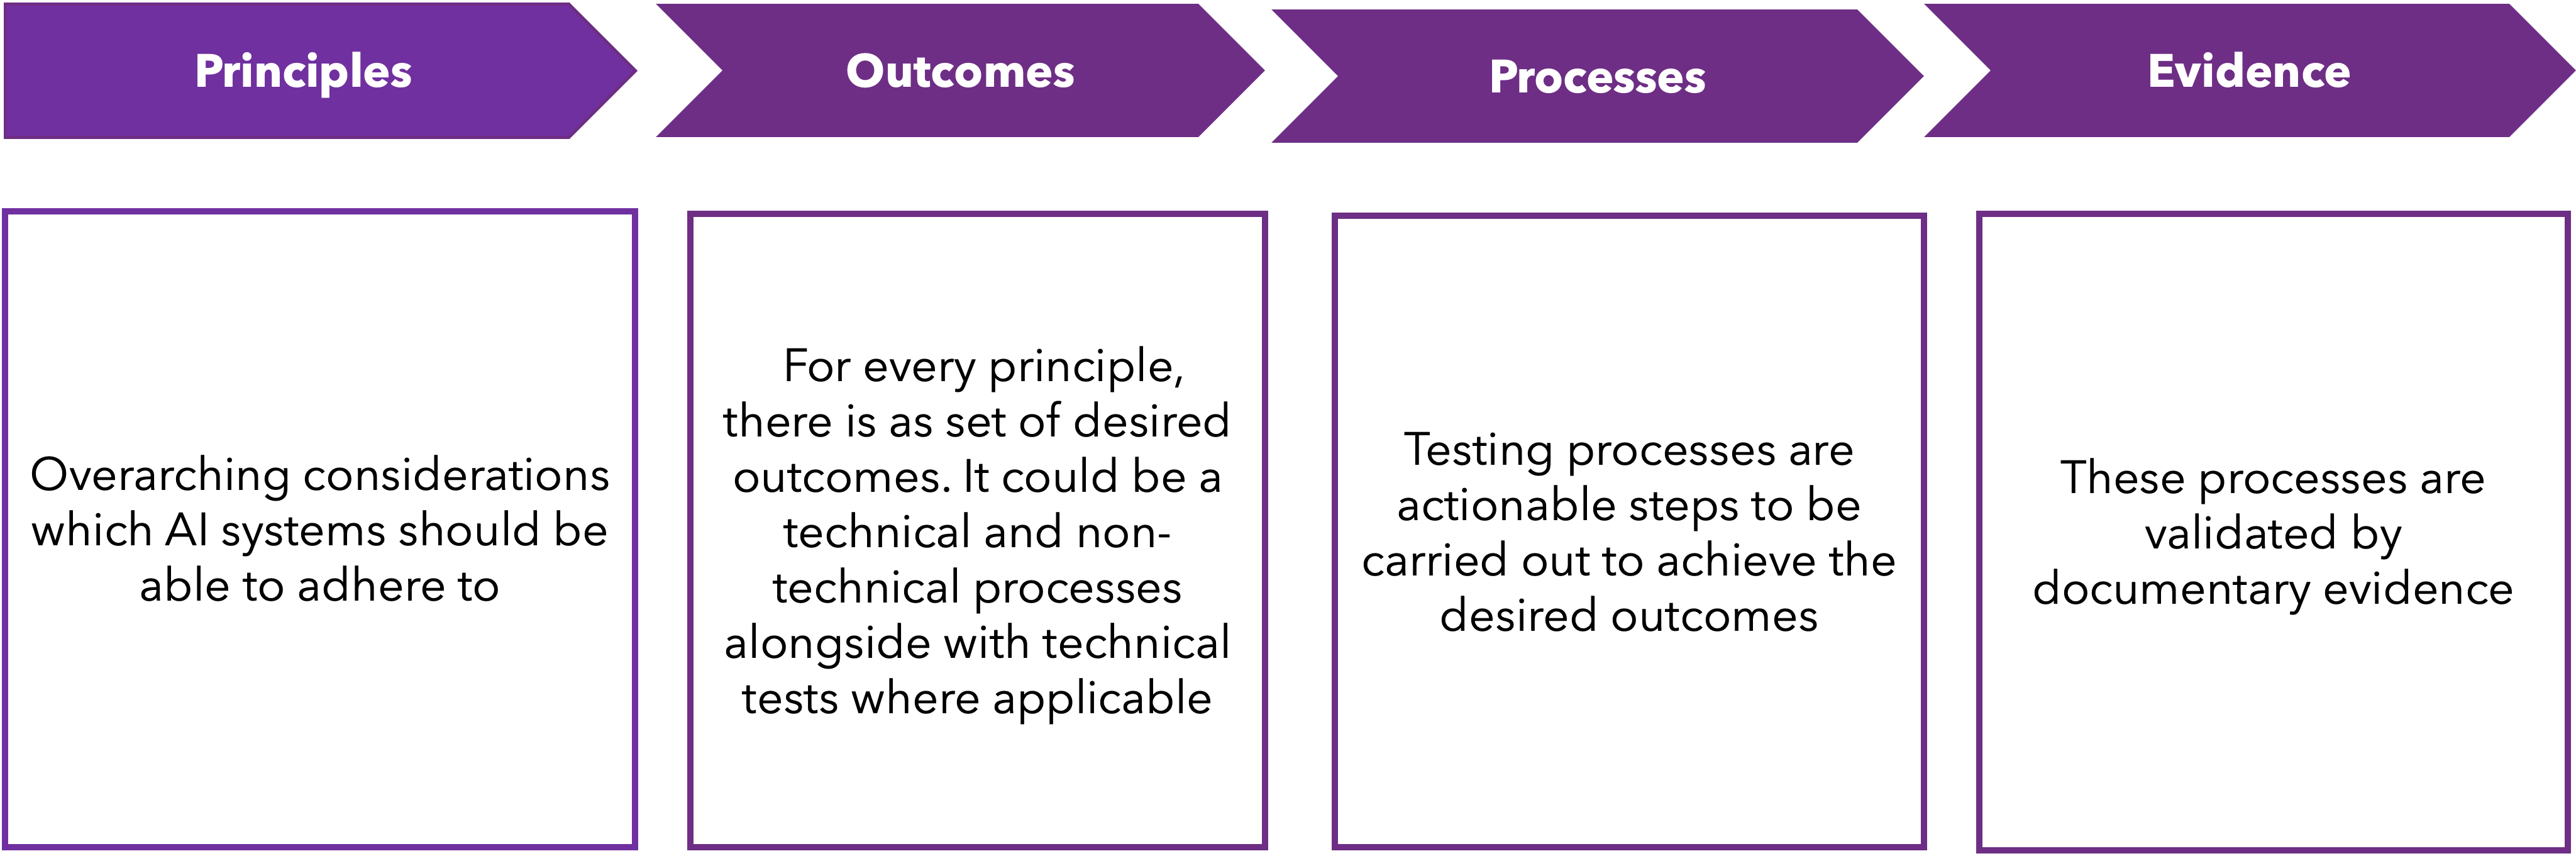 Principles
Outcomes
Processes
Evidence
Overarching considerations
which AI systems should be
able to adhere to
For every principle,
there is as set of desired
outcomes. It could be a
technical and non-
technical processes
alongside with technical
tests where applicable
Testing processes are
actionable steps to be
carried out to achieve the
desired outcomes
These processes are
validated by
documentary evidence